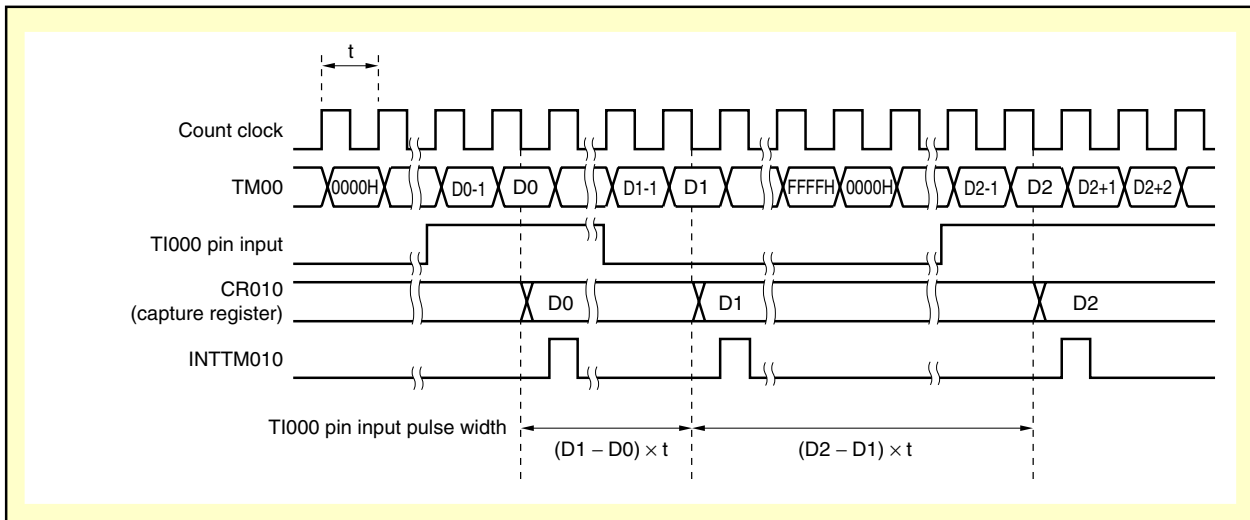 t
Count clock
TM00
0000H
D0-1
D0
D1-1
D1
FFFFH
0000H
D2-1
D2
D2+1
D2+2
TI000 pin input
CR010
(capture register)
D0
D1
D2
INTTM010
TI000 pin input pulse width
(D1 – D0) × t
(D2 – D1) × t